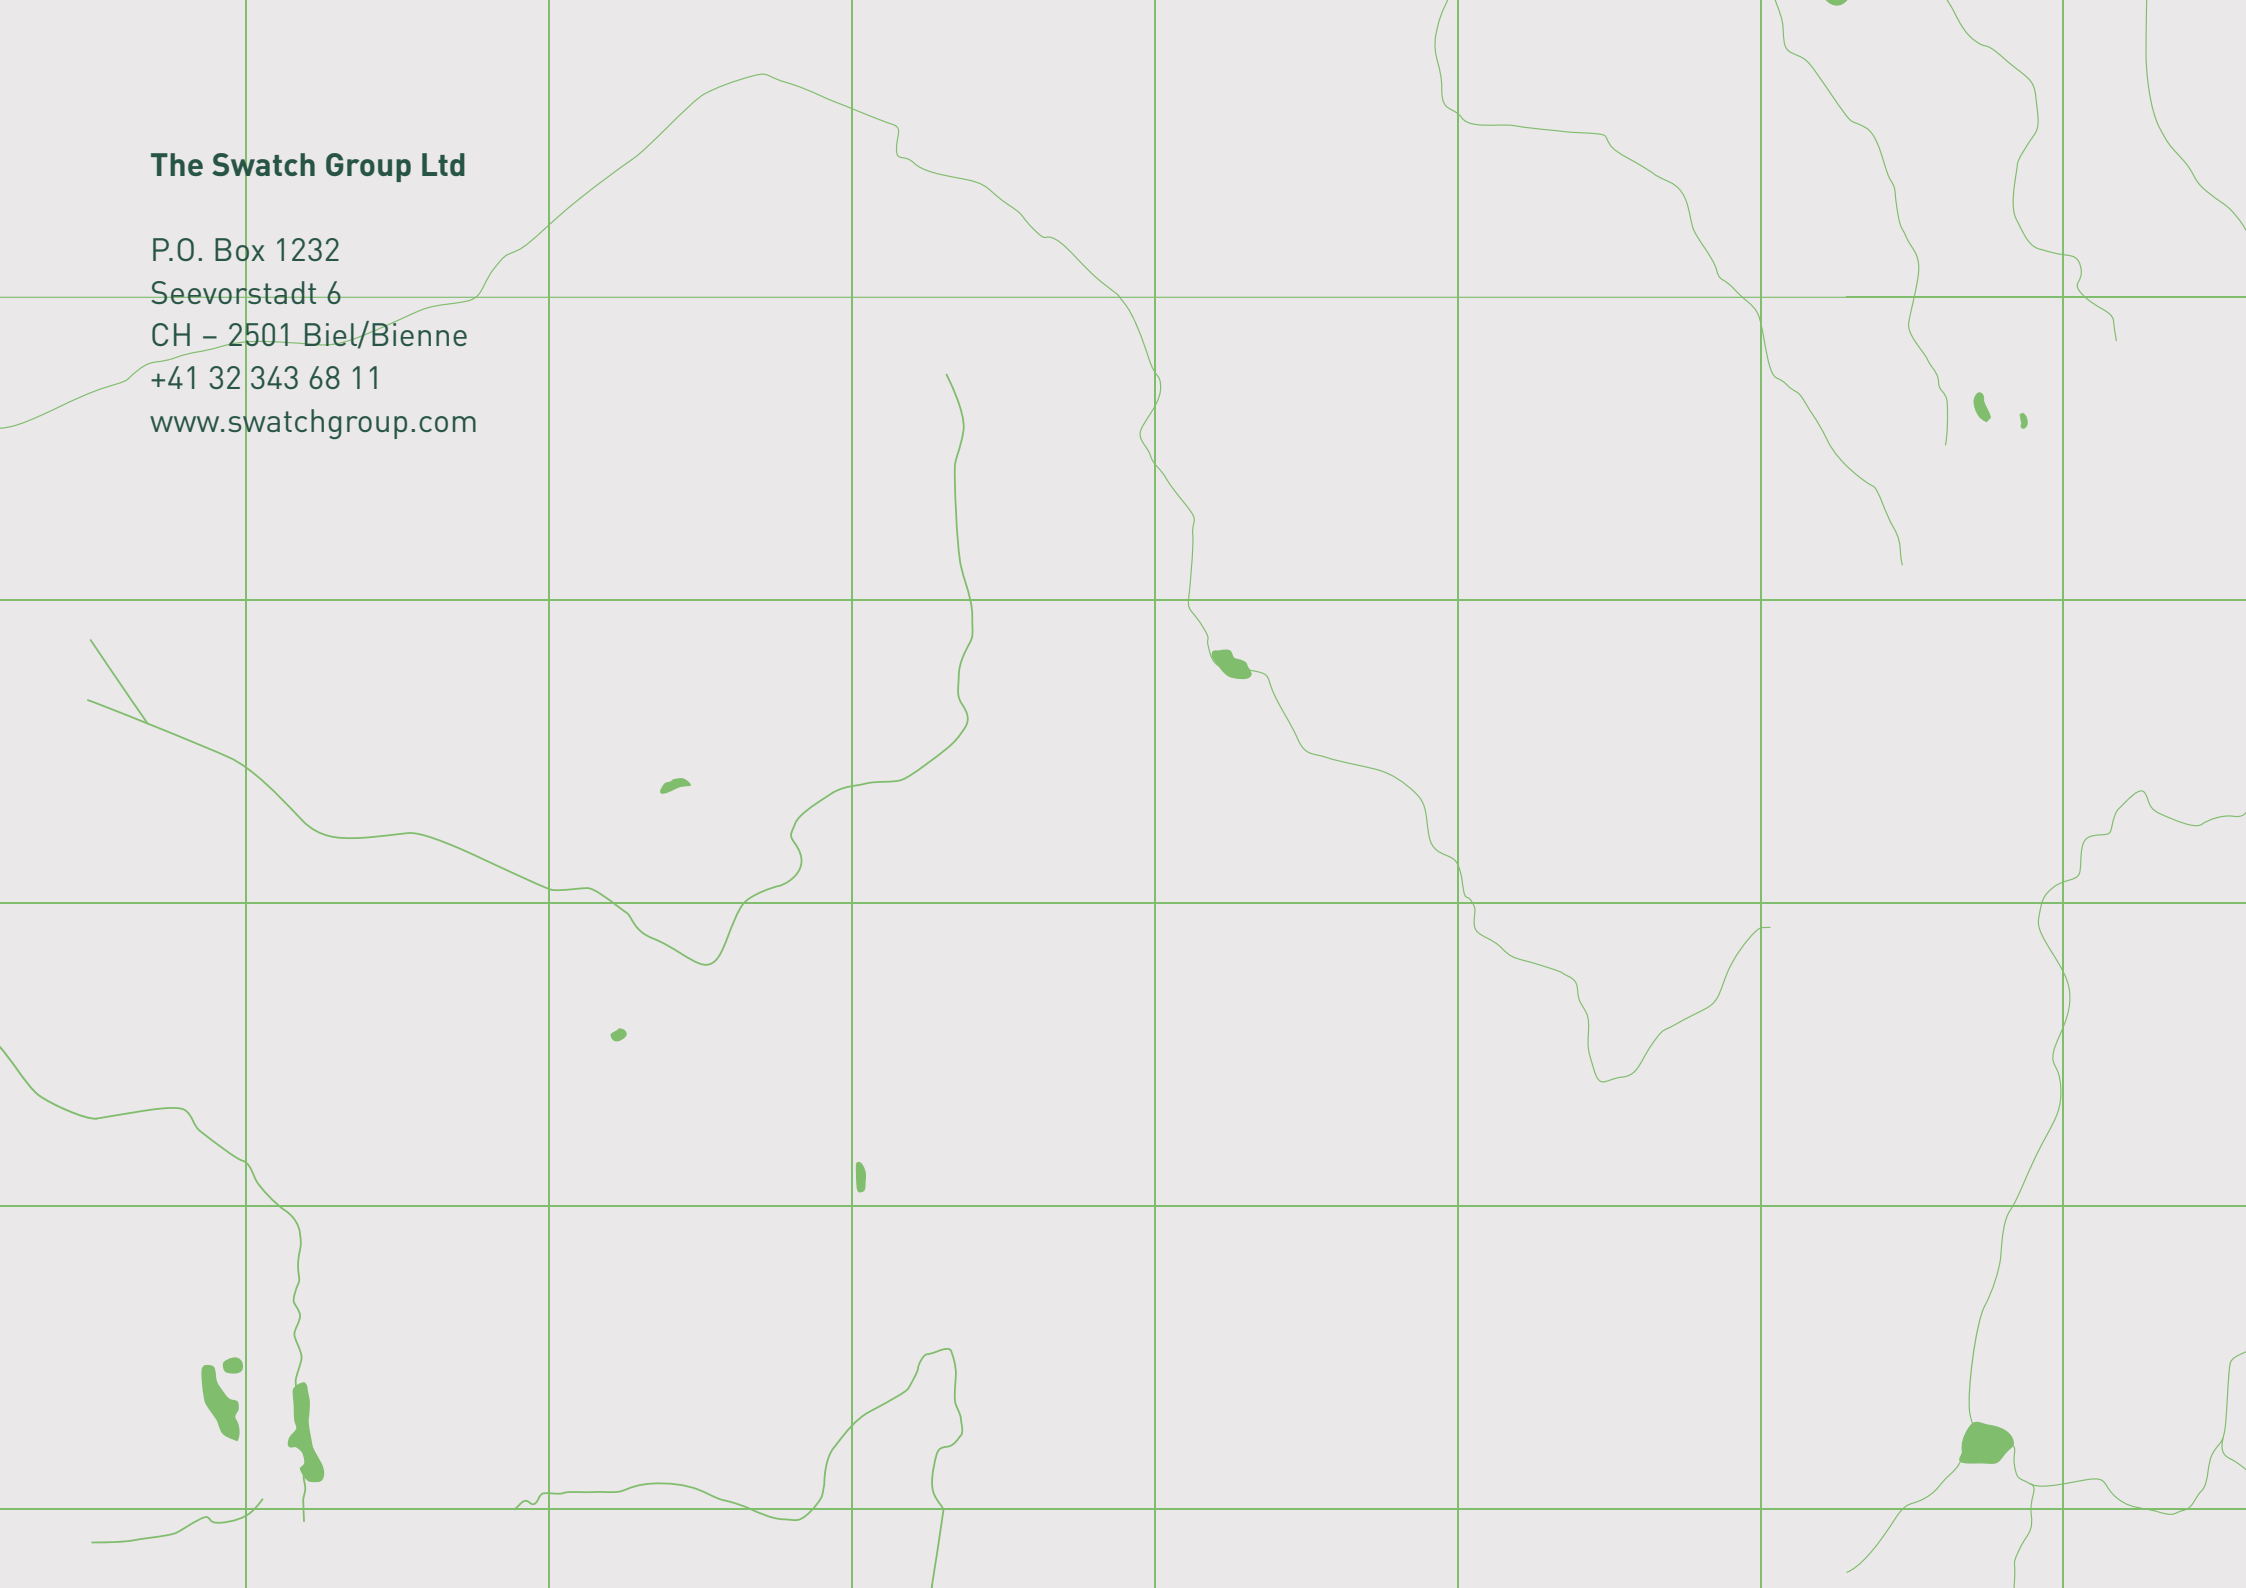 The Swatch Group Ltd
P.O. Box 1232
Seevorstadt 6
CH – 2501 Biel/Bienne
+41 32 343 68 11
www.swatchgroup.com